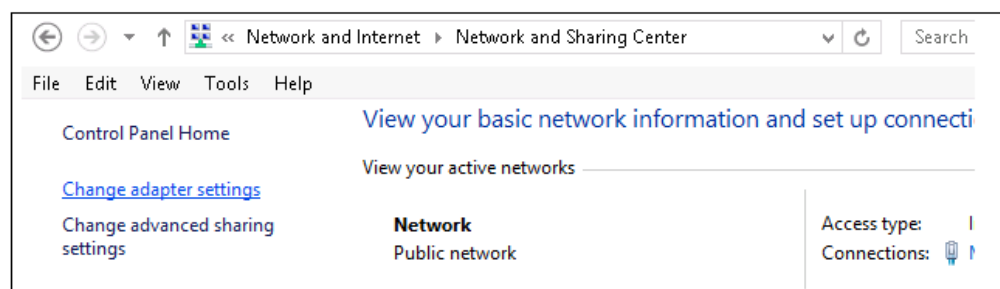 « Network and Internet ▸ Network and Sharing Center Search
File Edit View Tools Help
Control Panel Home
View your basic network information and set up connecti
View your active networks
Change adapter settings
Change advanced sharing
settings
Network
Public network
Access type: I
Connections: